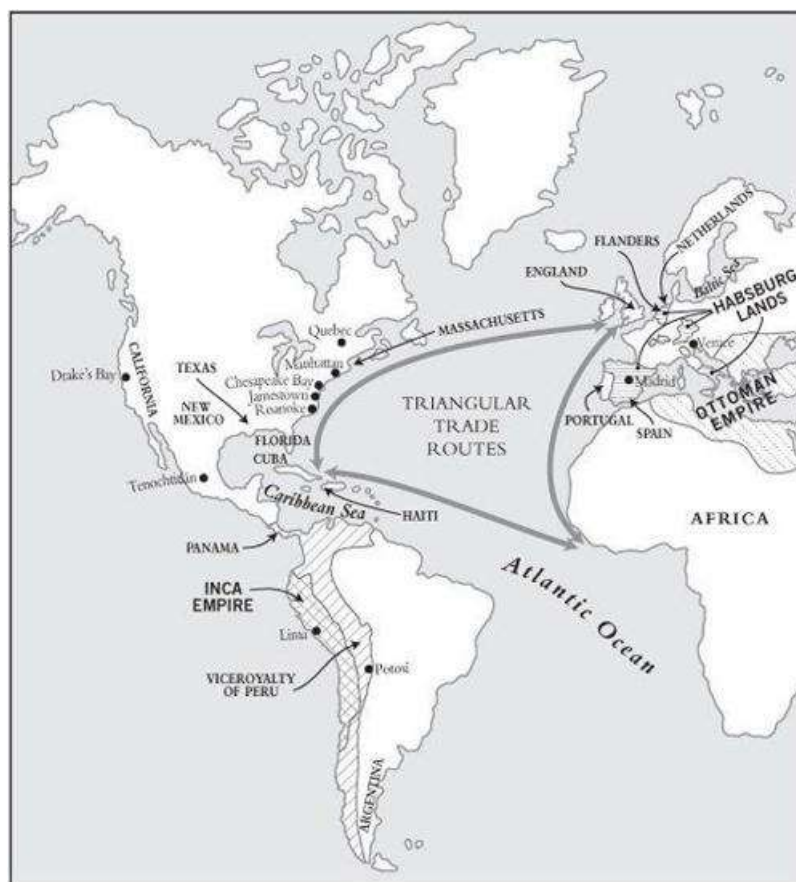 NETHERLANDS
FLANDERS
ENGLAND
Baltic Sea
HABSBURG
LANDS
Quebec
MASSACHUSETTS
Venice
Manhattan
Drake's Bay
CALIFORNIA
TEXAS
Chesapeake Bay
Madrid
Jamestown
NEW
MEXICO
Roanoke
TRIANGULAR
TRADE
ROUTES
OTTOMAN
EMPIRE
PORTUGAL
SPAIN
FLORIDA
CUBA
Tenochtitlán
Caribbean Sea
HAITI
AFRICA
PANAMA
Atlantic Ocean
INCA
EMPIRE
Lima
VICEROYALTY
OF PERU
Potosí
ARGENTINA